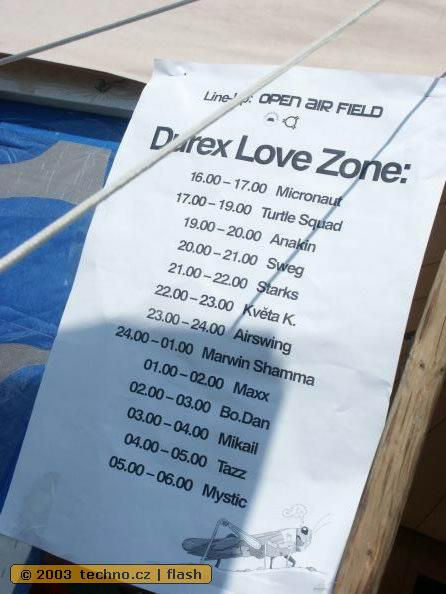 Line-Up: OPEN AIR FIELD
Durex Love Zone:
16.00 – 17.00 Micronaut
17.00 – 19.00 Turtle Squad
19.00 – 20.00 Anakin
20.00 – 21.00 Sweg
21.00 – 22.00 Starks
22.00 – 23.00 Květa K.
23.00 – 24.00 Airswing
24.00 – 01.00 Marwin Shamma
01.00 – 02.00 Maxx
02.00 – 03.00 Bo.Dan
03.00 – 04.00 Mikail
04.00 – 05.00 Tazz
05.00 – 06.00 Mystic
© 2003 techno.cz | flash